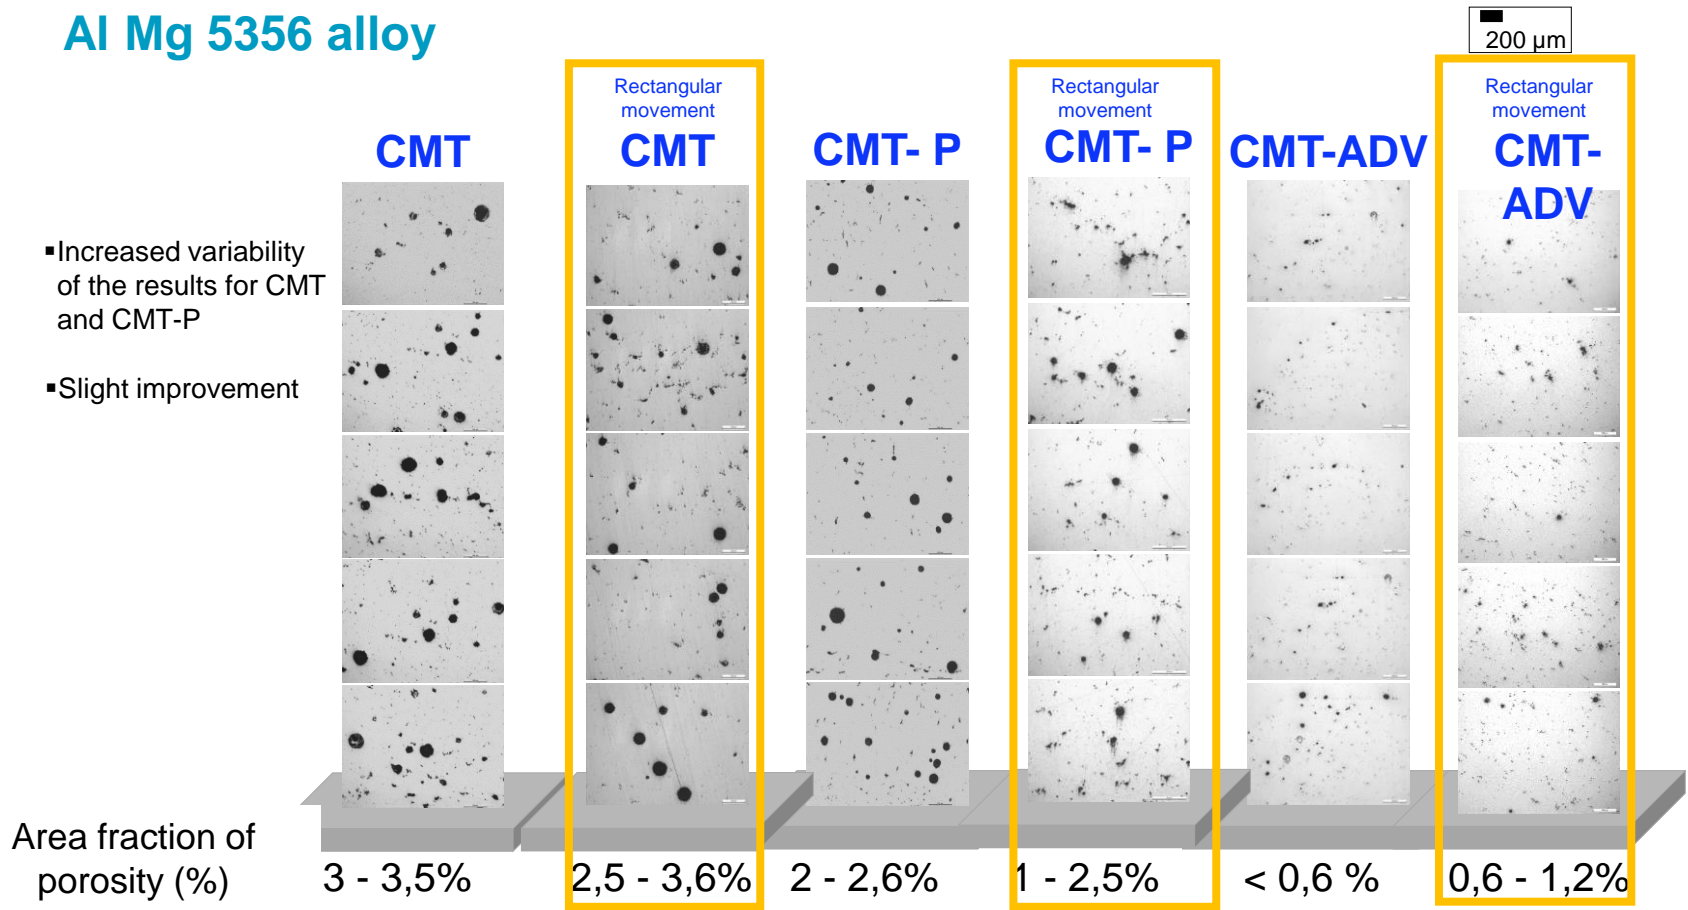 Al Mg 5356 alloy
200 µm
Rectangular
movement
Rectangular
movement
Rectangular
movement
CMT
CMT
CMT- P
CMT- P
CMT-ADV
CMT-
ADV
▪Increased variability
of the results for CMT
and CMT-P
▪Slight improvement
Area fraction of
porosity (%)
3 - 3,5%
2,5 - 3,6%
2 - 2,6%
1 - 2,5%
< 0,6 %
0,6 - 1,2%